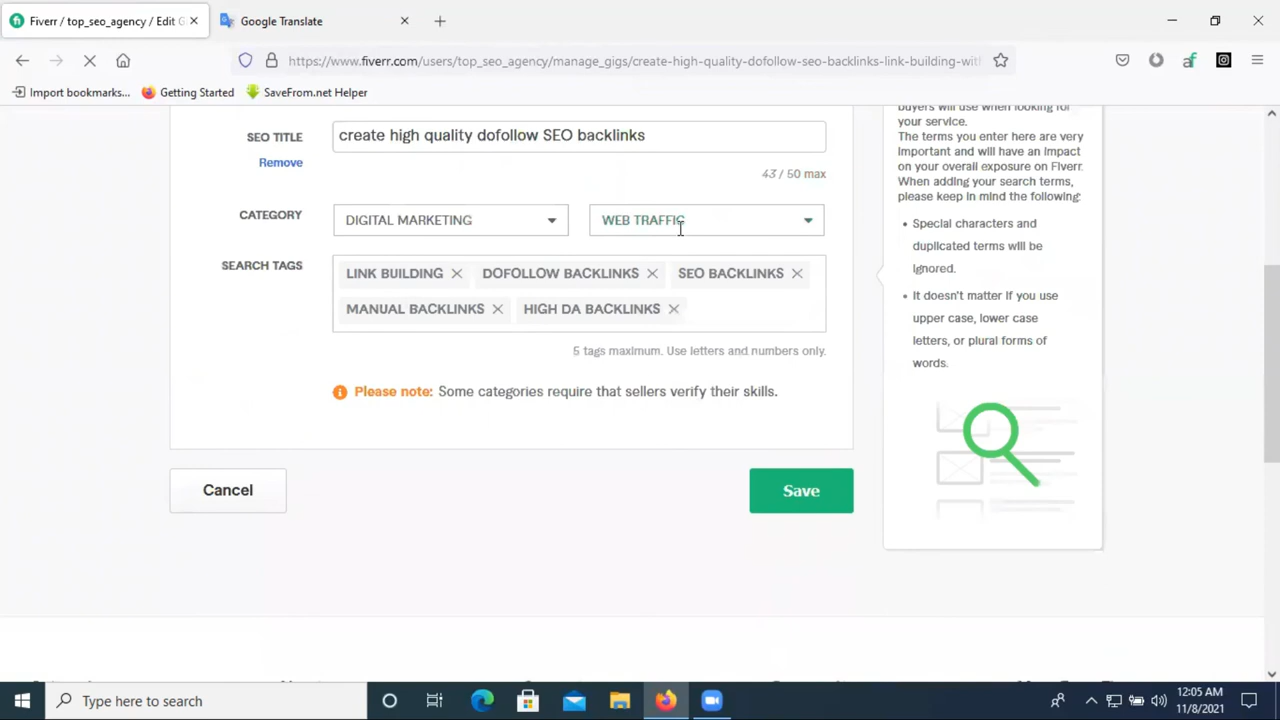 Fiverr / top_seo_agency / Edit G
Google Translate
https://www.fiverr.com/users/top_seo_agency/manage_gigs/create-high-quality-dofollow-seo-backlinks-link-building-with
Import bookmarks...
Getting Started
SaveFrom.net Helper
SEO TITLE
create high quality dofollow SEO backlinks
Remove
43 / 50 max
CATEGORY
DIGITAL MARKETING
WEB TRAFFIC
SEARCH TAGS
LINK BUILDING
DOFOLLOW BACKLINKS
SEO BACKLINKS
MANUAL BACKLINKS
HIGH DA BACKLINKS
5 tags maximum. Use letters and numbers only.
Please note: Some categories require that sellers verify their skills.
Cancel
Save
buyers will use when looking for
your service.
The terms you enter here are very
important and will have an impact
on your overall exposure on Fiverr.
When adding your search terms,
please keep in mind the following:
Special characters and
duplicated terms will be
ignored.
It doesn't matter if you use
upper case, lower case
letters, or plural forms of
words.
Type here to search
12:05 AM
11/8/2021